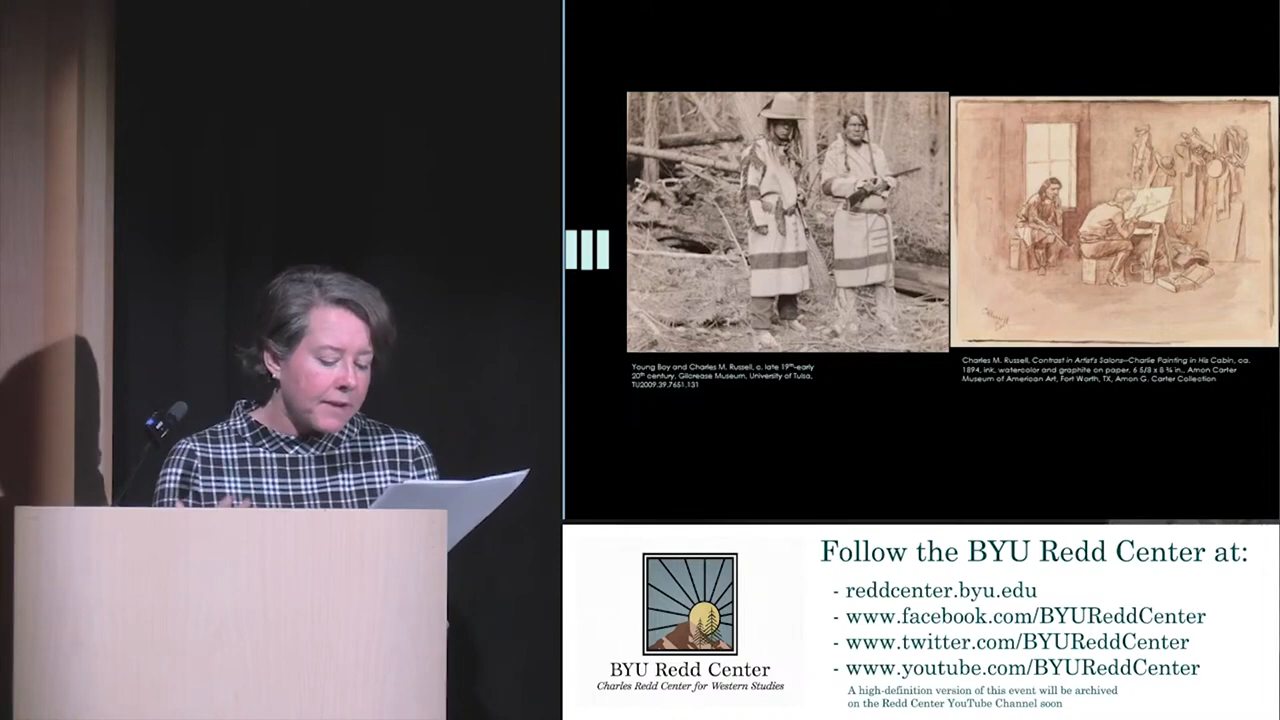 Young Boy and Charles M. Russell, c. late 19th-early
20th century, Gilcrease Museum, University of Tulsa,
TU2009.39.7651.131
Charles M. Russell, Contrast in Artist's Salons—Charlie Painting in His Cabin, ca.
1894, ink, watercolor and graphite on paper, 6 5/8 x 8 ¾ in., Amon Carter
Museum of American Art, Fort Worth, TX, Amon G. Carter Collection
BYU Redd Center
Charles Redd Center for Western Studies
Follow the BYU Redd Center at:
- reddcenter.byu.edu
- www.facebook.com/BYUReddCenter
- www.twitter.com/BYUReddCenter
- www.youtube.com/BYUReddCenter
A high-definition version of this event will be archived
on the Redd Center YouTube Channel soon